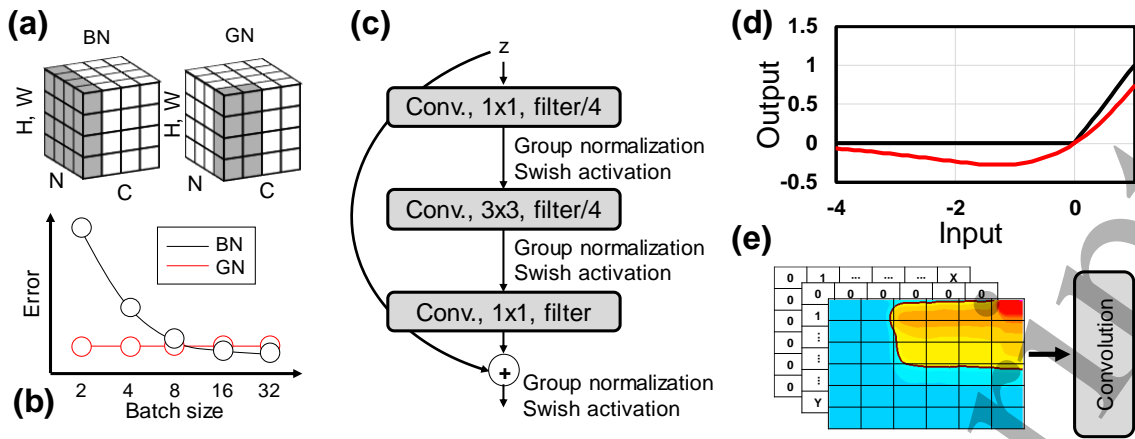 (a)
BN
GN
H, W
N
C
H, W
N
C
(b)
Error
BN
GN
2
4
8
16
32
Batch size
(c)
z
Conv., 1x1, filter/4
Group normalization
Swish activation
Conv., 3x3, filter/4
Group normalization
Swish activation
Conv., 1x1, filter
+
Group normalization
Swish activation
(d)
Output
1.5
1
0.5
0
-0.5
-4
-2
0
Input
(e)
0 1 ... ... ... X
0 0 0 0 0 0 0
0 1
0 ⋮
0 ⋮
0 ⋮
Y
Convolution